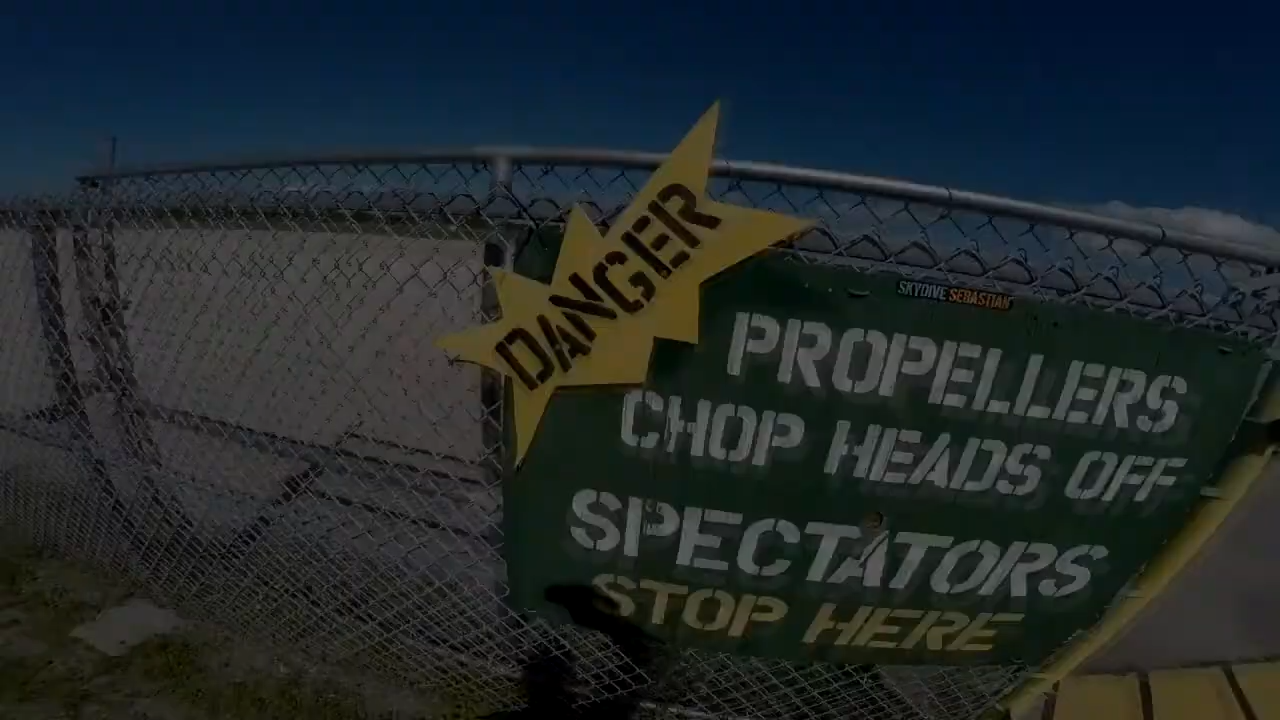 DANGER
SKYDIVE SEBASTIAN
PROPELLERS
CHOP HEADS OFF
SPECTATORS
STOP HERE